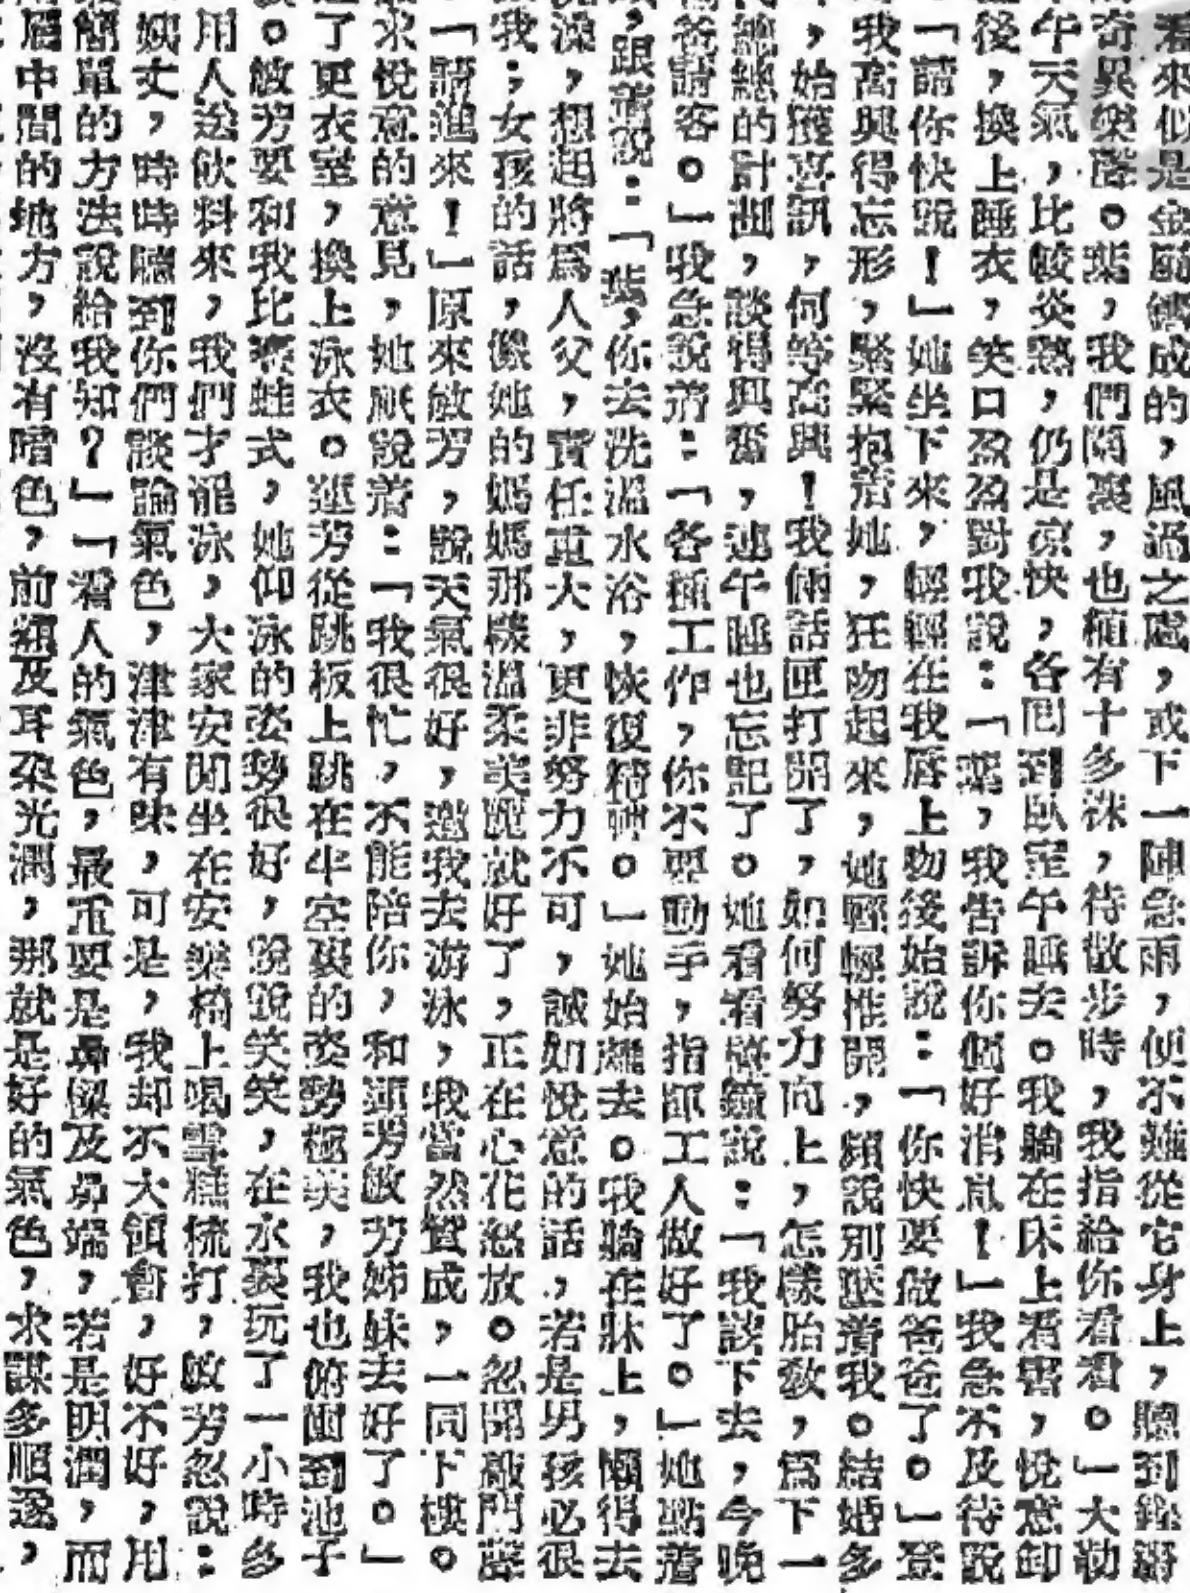 看來似是金屬鑄成的，風過之處，或下一陣急雨，便不難從它身上，聽到鏗鏘
奇異樂聲。葉，我們園裏，也植有十多株，待散步時，我指給你看看。」大勒
午天氣，比較炎熱，仍是涼快，各囘到臥室午睡去。我躺在床上看書，悅意卸
後，換上睡衣，笑口盈盈對我說：「葉，我告訴你個好消息！」我急不及待說
「請你快說！」她坐下來，輕輕在我唇上吻後始說：「你快要做爸爸了。」登
我高興得忘形，緊緊抱着她，狂吻起來，她輕輕推開，頻說別壓着我。結婚多
，始獲喜訊，何等高興！我倆話匣打開了，如何努力向上，怎樣胎敎，爲下一
總總的計劃，談得興奮，連午睡也忘記了。她看看檯鐘說：「我談下去，今晚
爸請客。」我急說着：「各種工作，你不要動手，指揮工人做好了。」她點着
，跟着說：「葉，你去洗溫水浴，恢復精神。」她始離去。我躺在牀上，懶得去
澡，想起將爲人父，責任重大，更非努力不可，誠如悅意的話，若是男孩必很
我；女孩的話，像她的媽媽那樣溫柔美麗就好了，正在心花怒放。忽聞敲門聲
「請進來！」原來敏芳，說天氣很好，邀我去游泳，我當然贊成，一同下樓。
求悅意的意見，她眠說着：「我很忙，不能陪你，和蓮芳敏芳姊妹去好了。」
了更衣室，換上泳衣。蓮芳從跳板上跳在半空裏的姿勢極美，我也俯衝到池子
。敏芳要和我比賽蛙式，她仰泳的姿勢很好，說說笑笑，在水裏玩了一小時多
用人送飲料來，我們才罷泳，大家安閒坐在安樂椅上喝雪糕梳打，敏芳忽說：
姨丈，時時聽到你們談論氣色，津津有味，可是，我却不大領會，好不好，用
簡單的方法說給我知？」「看人的氣色，最重要是鼻樑及鼻端，若是明潤，而
眉中間的地方，沒有暗色，前額及耳朶光潤，那就是好的氣色，求謀多順遂，